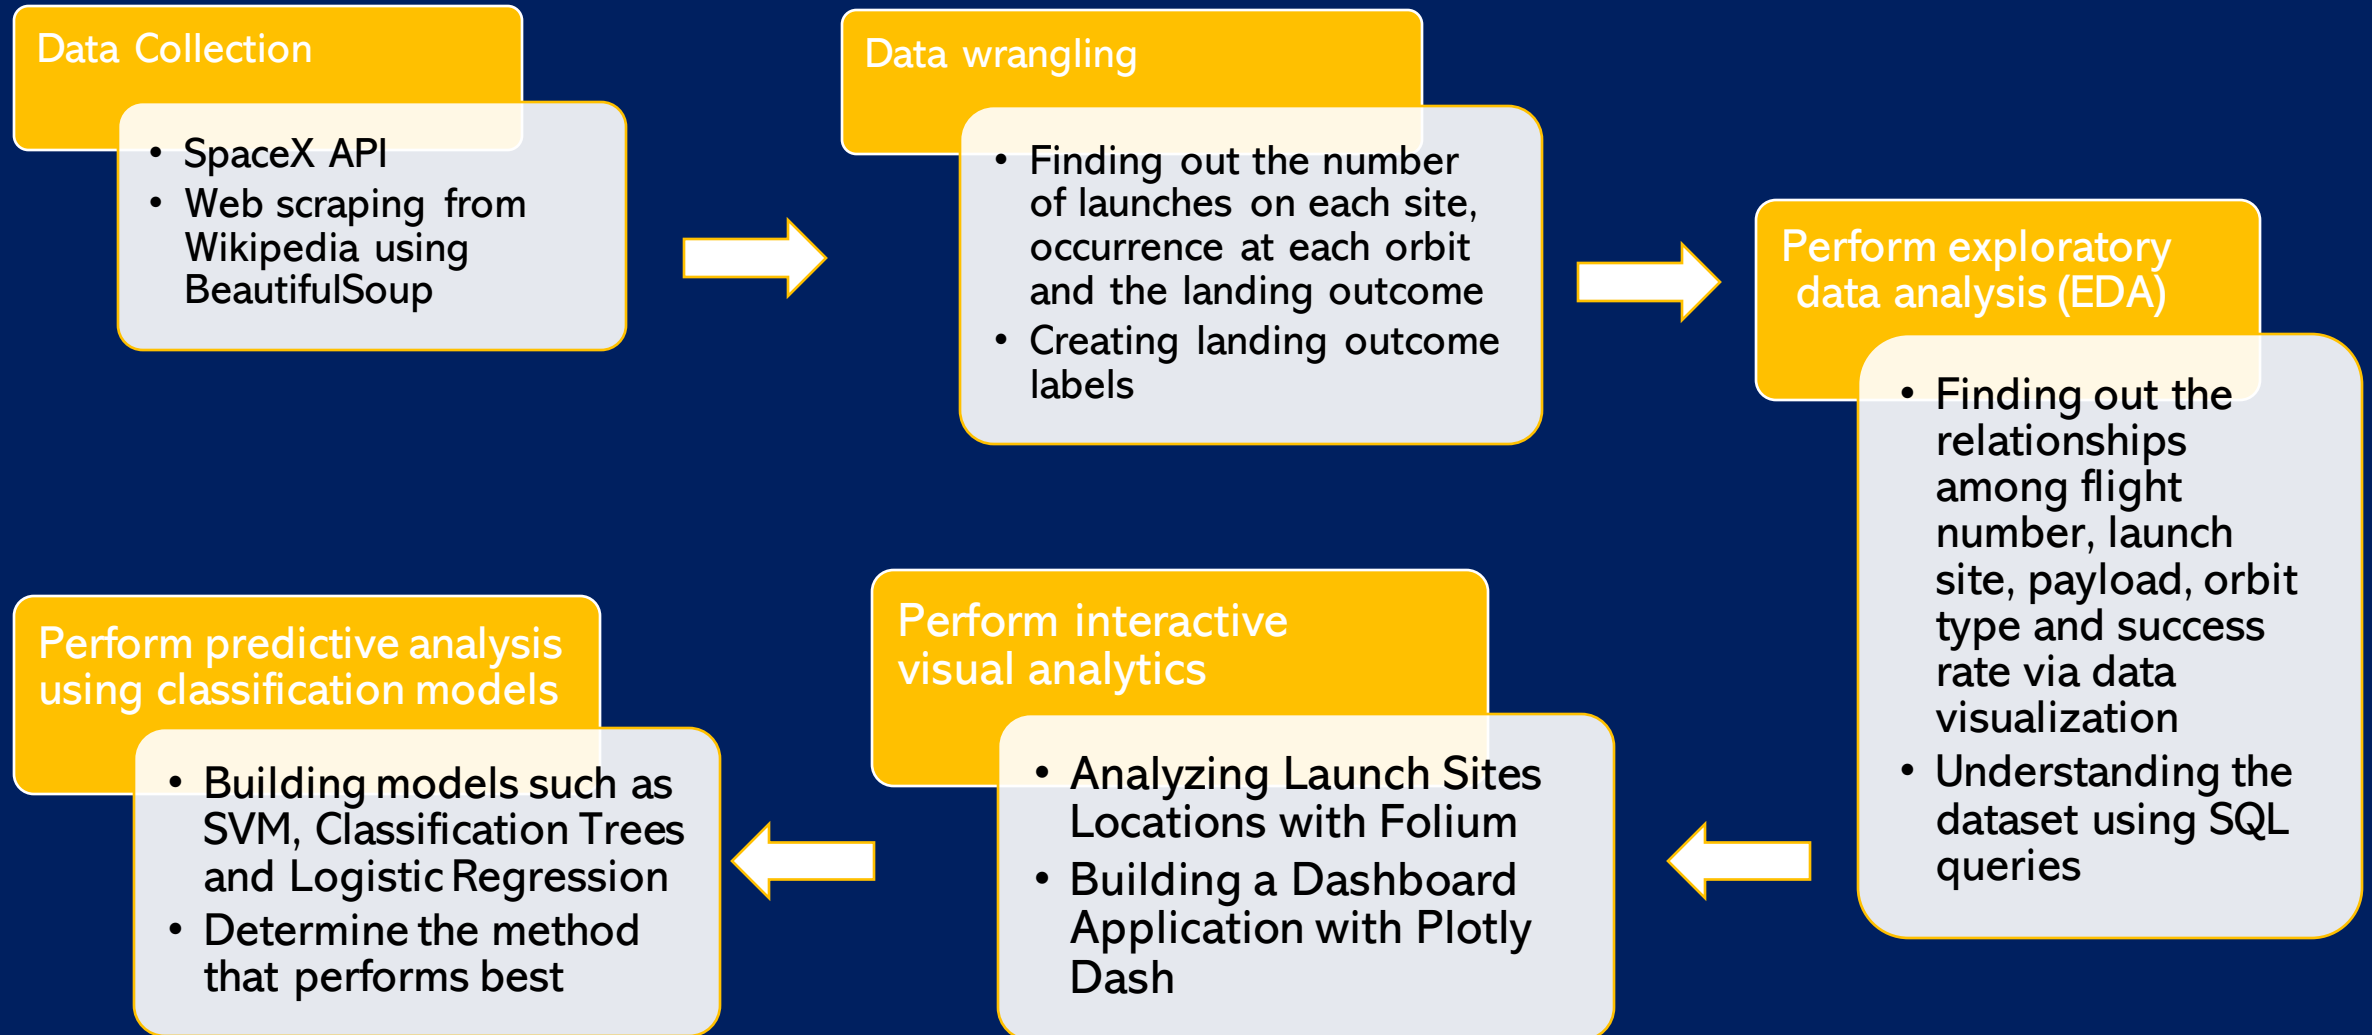 Data Collection
• SpaceX API
• Web scraping from
Wikipedia using
BeautifulSoup
Data wrangling
• Finding out the number
of launches on each site,
occurrence at each orbit
and the landing outcome
• Creating landing outcome
labels
Perform exploratory
data analysis (EDA)
• Finding out the
relationships
among flight
number, launch
site, payload, orbit
type and success
rate via data
visualization
• Understanding the
dataset using SQL
queries
Perform interactive
visual analytics
• Analyzing Launch Sites
Locations with Folium
• Building a Dashboard
Application with Plotly
Dash
Perform predictive analysis
using classification models
• Building models such as
SVM, Classification Trees
and Logistic Regression
• Determine the method
that performs best